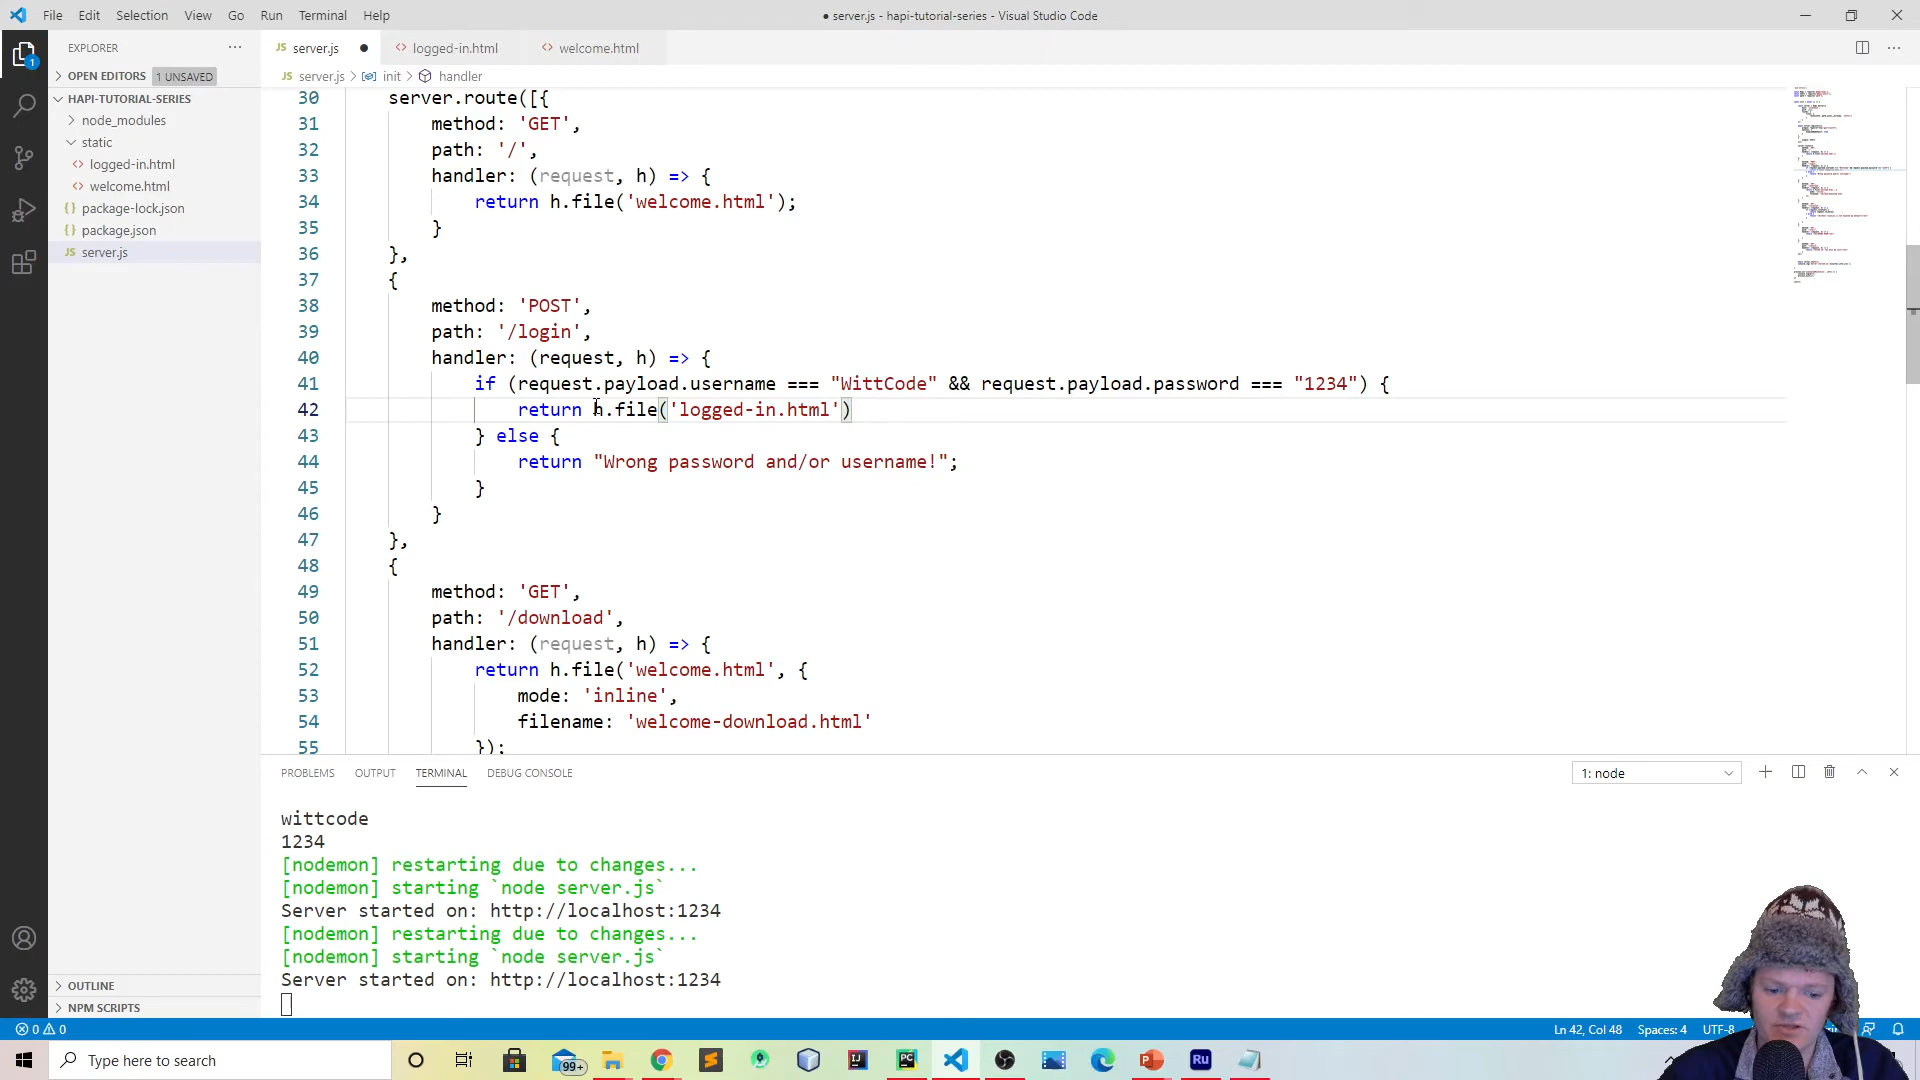 File Edit Selection View Go Run Terminal Help
● server.js - hapi-tutorial-series - Visual Studio Code
EXPLORER
OPEN EDITORS 1 UNSAVED
HAPI-TUTORIAL-SERIES
node_modules
static
logged-in.html
welcome.html
package-lock.json
package.json
JS server.js
OUTLINE
NPM SCRIPTS
JS server.js ● logged-in.html welcome.html
JS server.js > init > handler
30 server.route([{
31 method: 'GET',
32 path: '/',
33 handler: (request, h) => {
34 return h.file('welcome.html');
35 }
36 },
37 {
38 method: 'POST',
39 path: '/login',
40 handler: (request, h) => {
41 if (request.payload.username === "WittCode" && request.payload.password === "1234") {
42 return h.file('logged-in.html')
43 } else {
44 return "Wrong password and/or username!";
45 }
46 }
47 },
48 {
49 method: 'GET',
50 path: '/download',
51 handler: (request, h) => {
52 return h.file('welcome.html', {
53 mode: 'inline',
54 filename: 'welcome-download.html'
55 });
PROBLEMS OUTPUT TERMINAL DEBUG CONSOLE
1: node
wittcode
1234
[nodemon] restarting due to changes...
[nodemon] starting `node server.js`
Server started on: http://localhost:1234
[nodemon] restarting due to changes...
[nodemon] starting `node server.js`
Server started on: http://localhost:1234
0 0
Ln 42, Col 48 Spaces: 4 UTF-8
Type here to search
99+